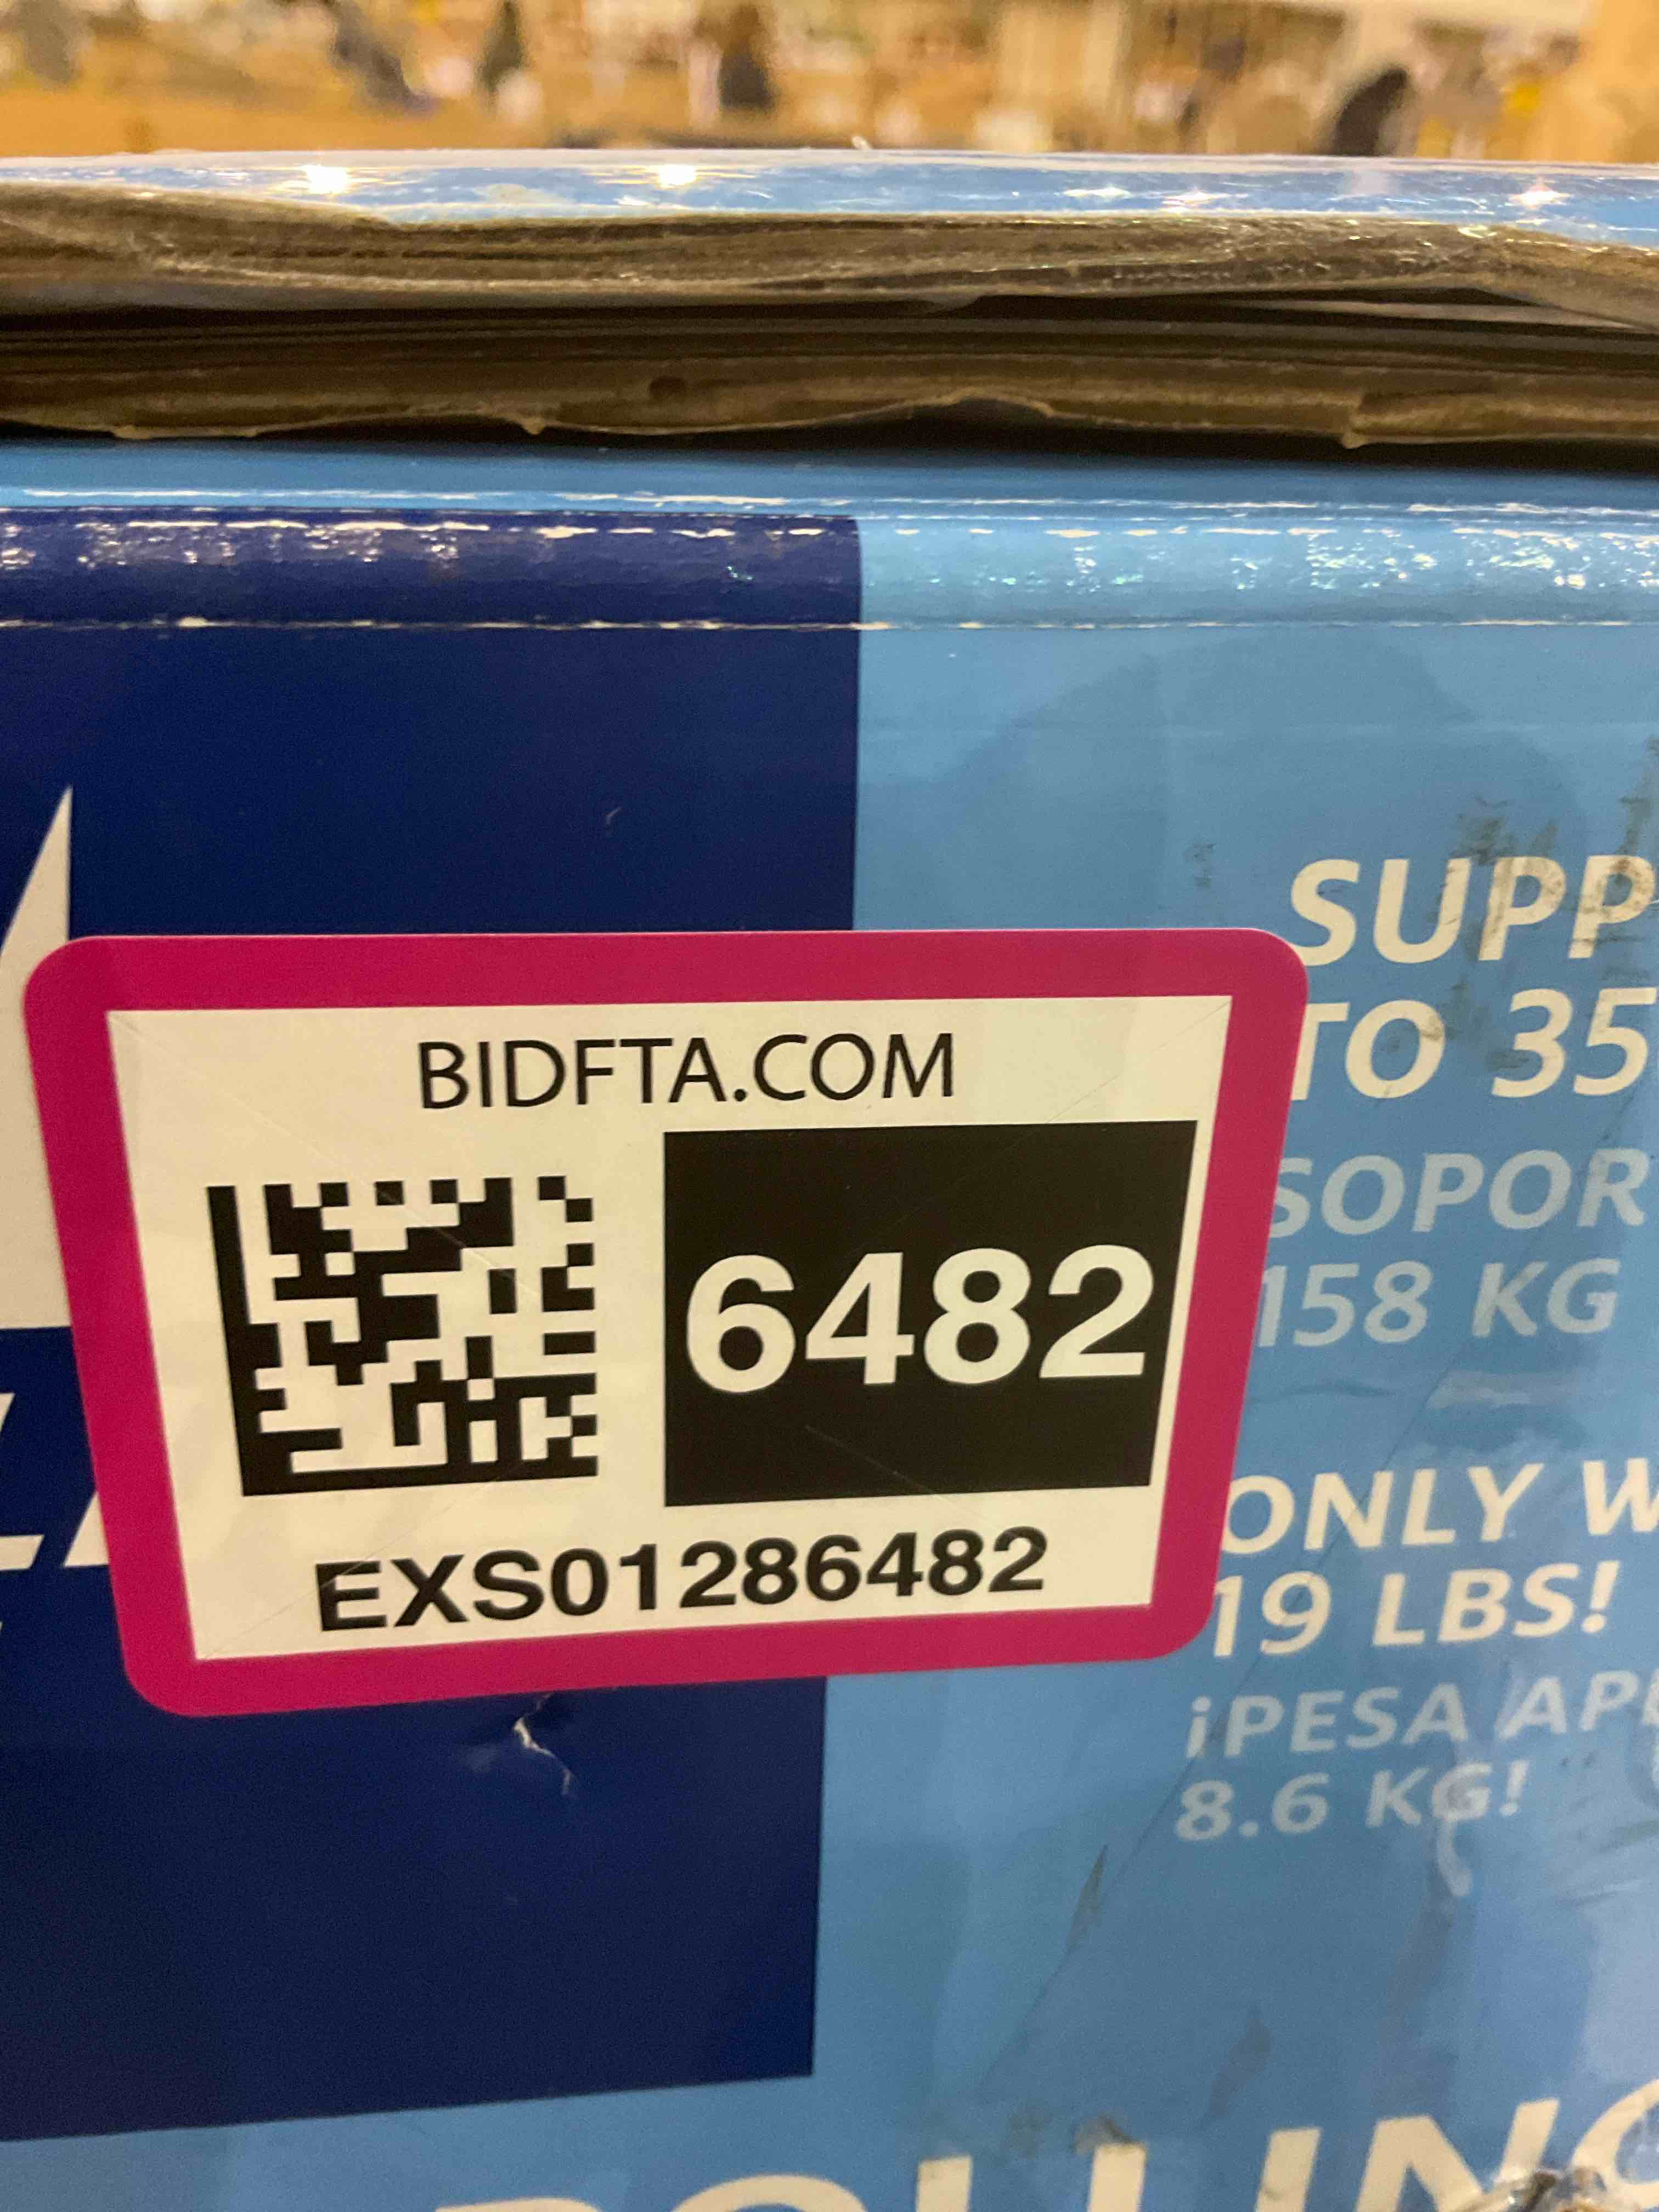 BIDFTA.COM
6482
EXS01286482
SUPP
TO 35
SOPOR
158 KG
ONLY W
19 LBS!
¡PESA AP
8.6 KG!